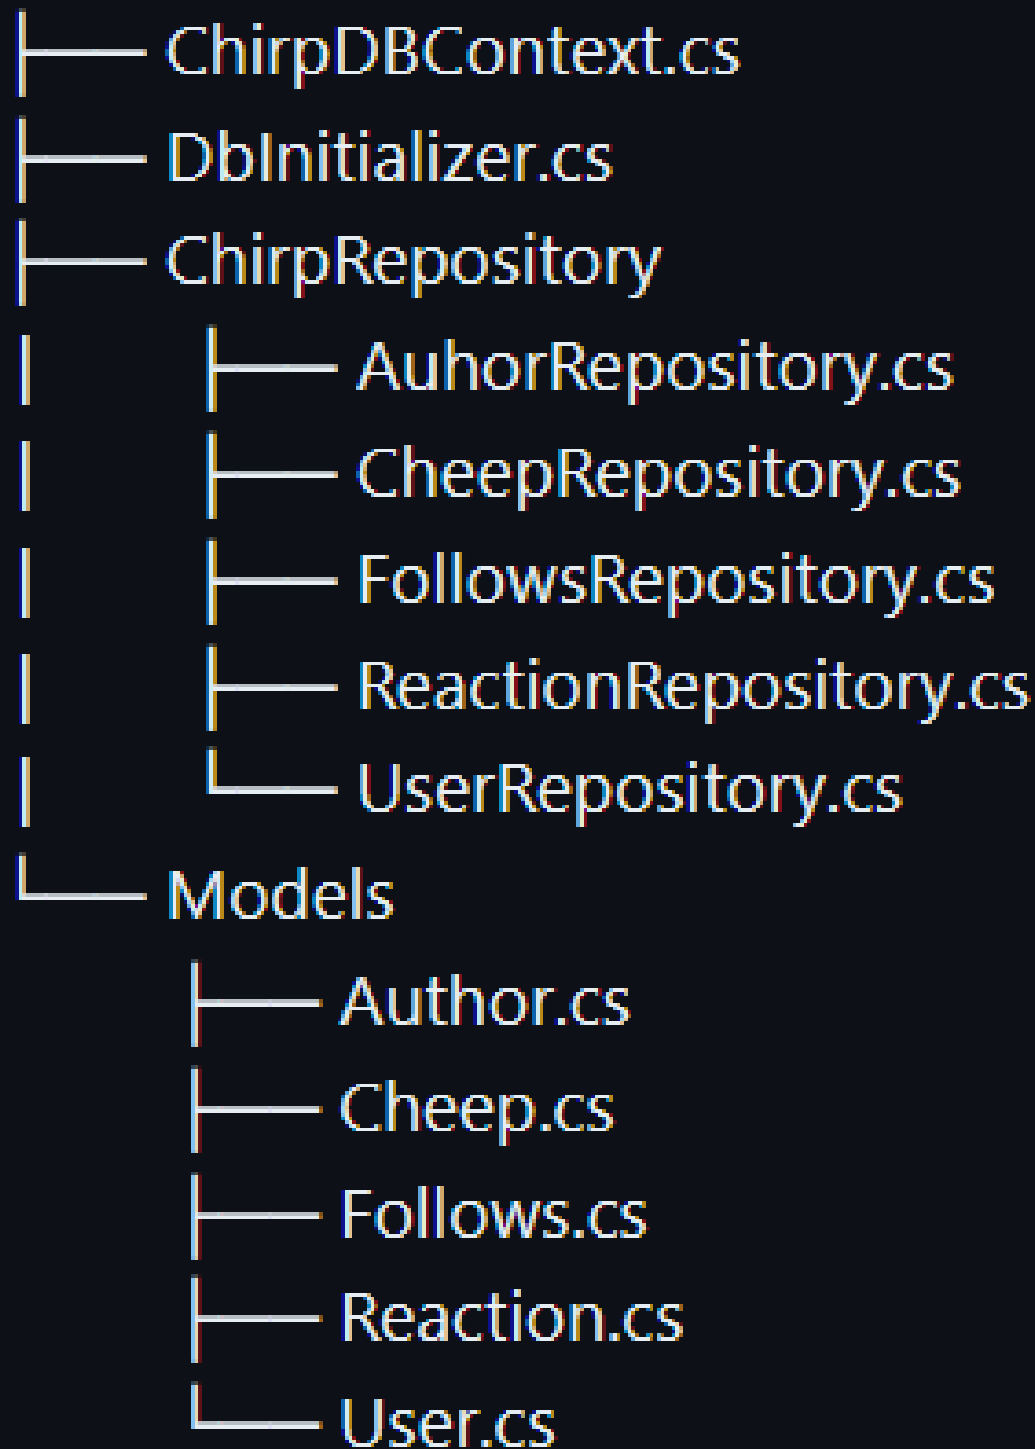 ├── ChirpDBContext.cs
├── DbInitializer.cs
├── ChirpRepository
|    ├── AuhorRepository.cs
|    ├── CheepRepository.cs
|    ├── FollowsRepository.cs
|    ├── ReactionRepository.cs
|    └── UserRepository.cs
└── Models
     ├── Author.cs
     ├── Cheep.cs
     ├── Follows.cs
     ├── Reaction.cs
     └── User.cs